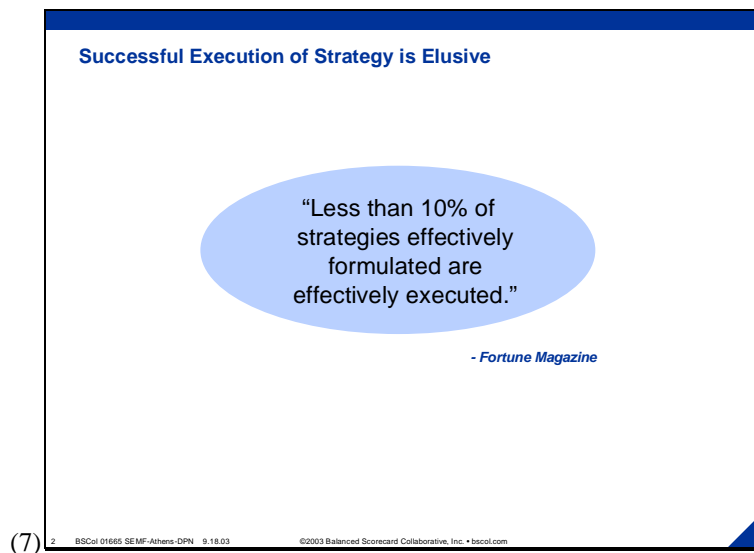 Successful Execution of Strategy is Elusive
“Less than 10% of
strategies effectively
formulated are
effectively executed.”
- Fortune Magazine
(7)
2 BSCol 01665 SEMF-Athens-DPN 9.18.03 ©2003 Balanced Scorecard Collaborative, Inc. • bscol.com